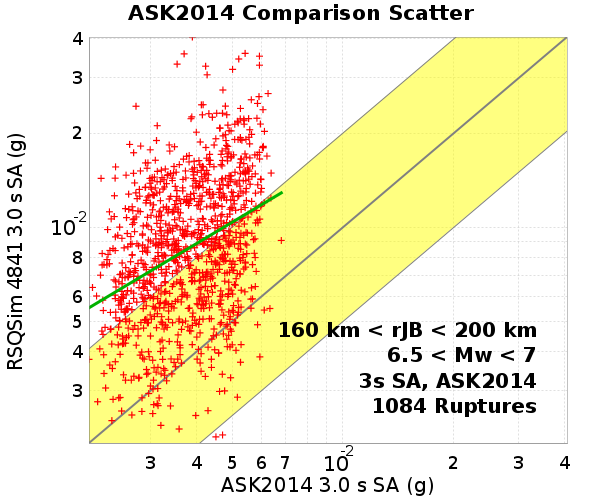 ASK2014 Comparison Scatter
RSQSim 4841 3.0 s SA (g)
4
3
2
10-2
8
6
5
4
3
160 km < rJB < 200 km
6.5 < Mw < 7
3s SA, ASK2014
1084 Ruptures
3 4 5 6 7 10-2 2 3 4
ASK2014 3.0 s SA (g)